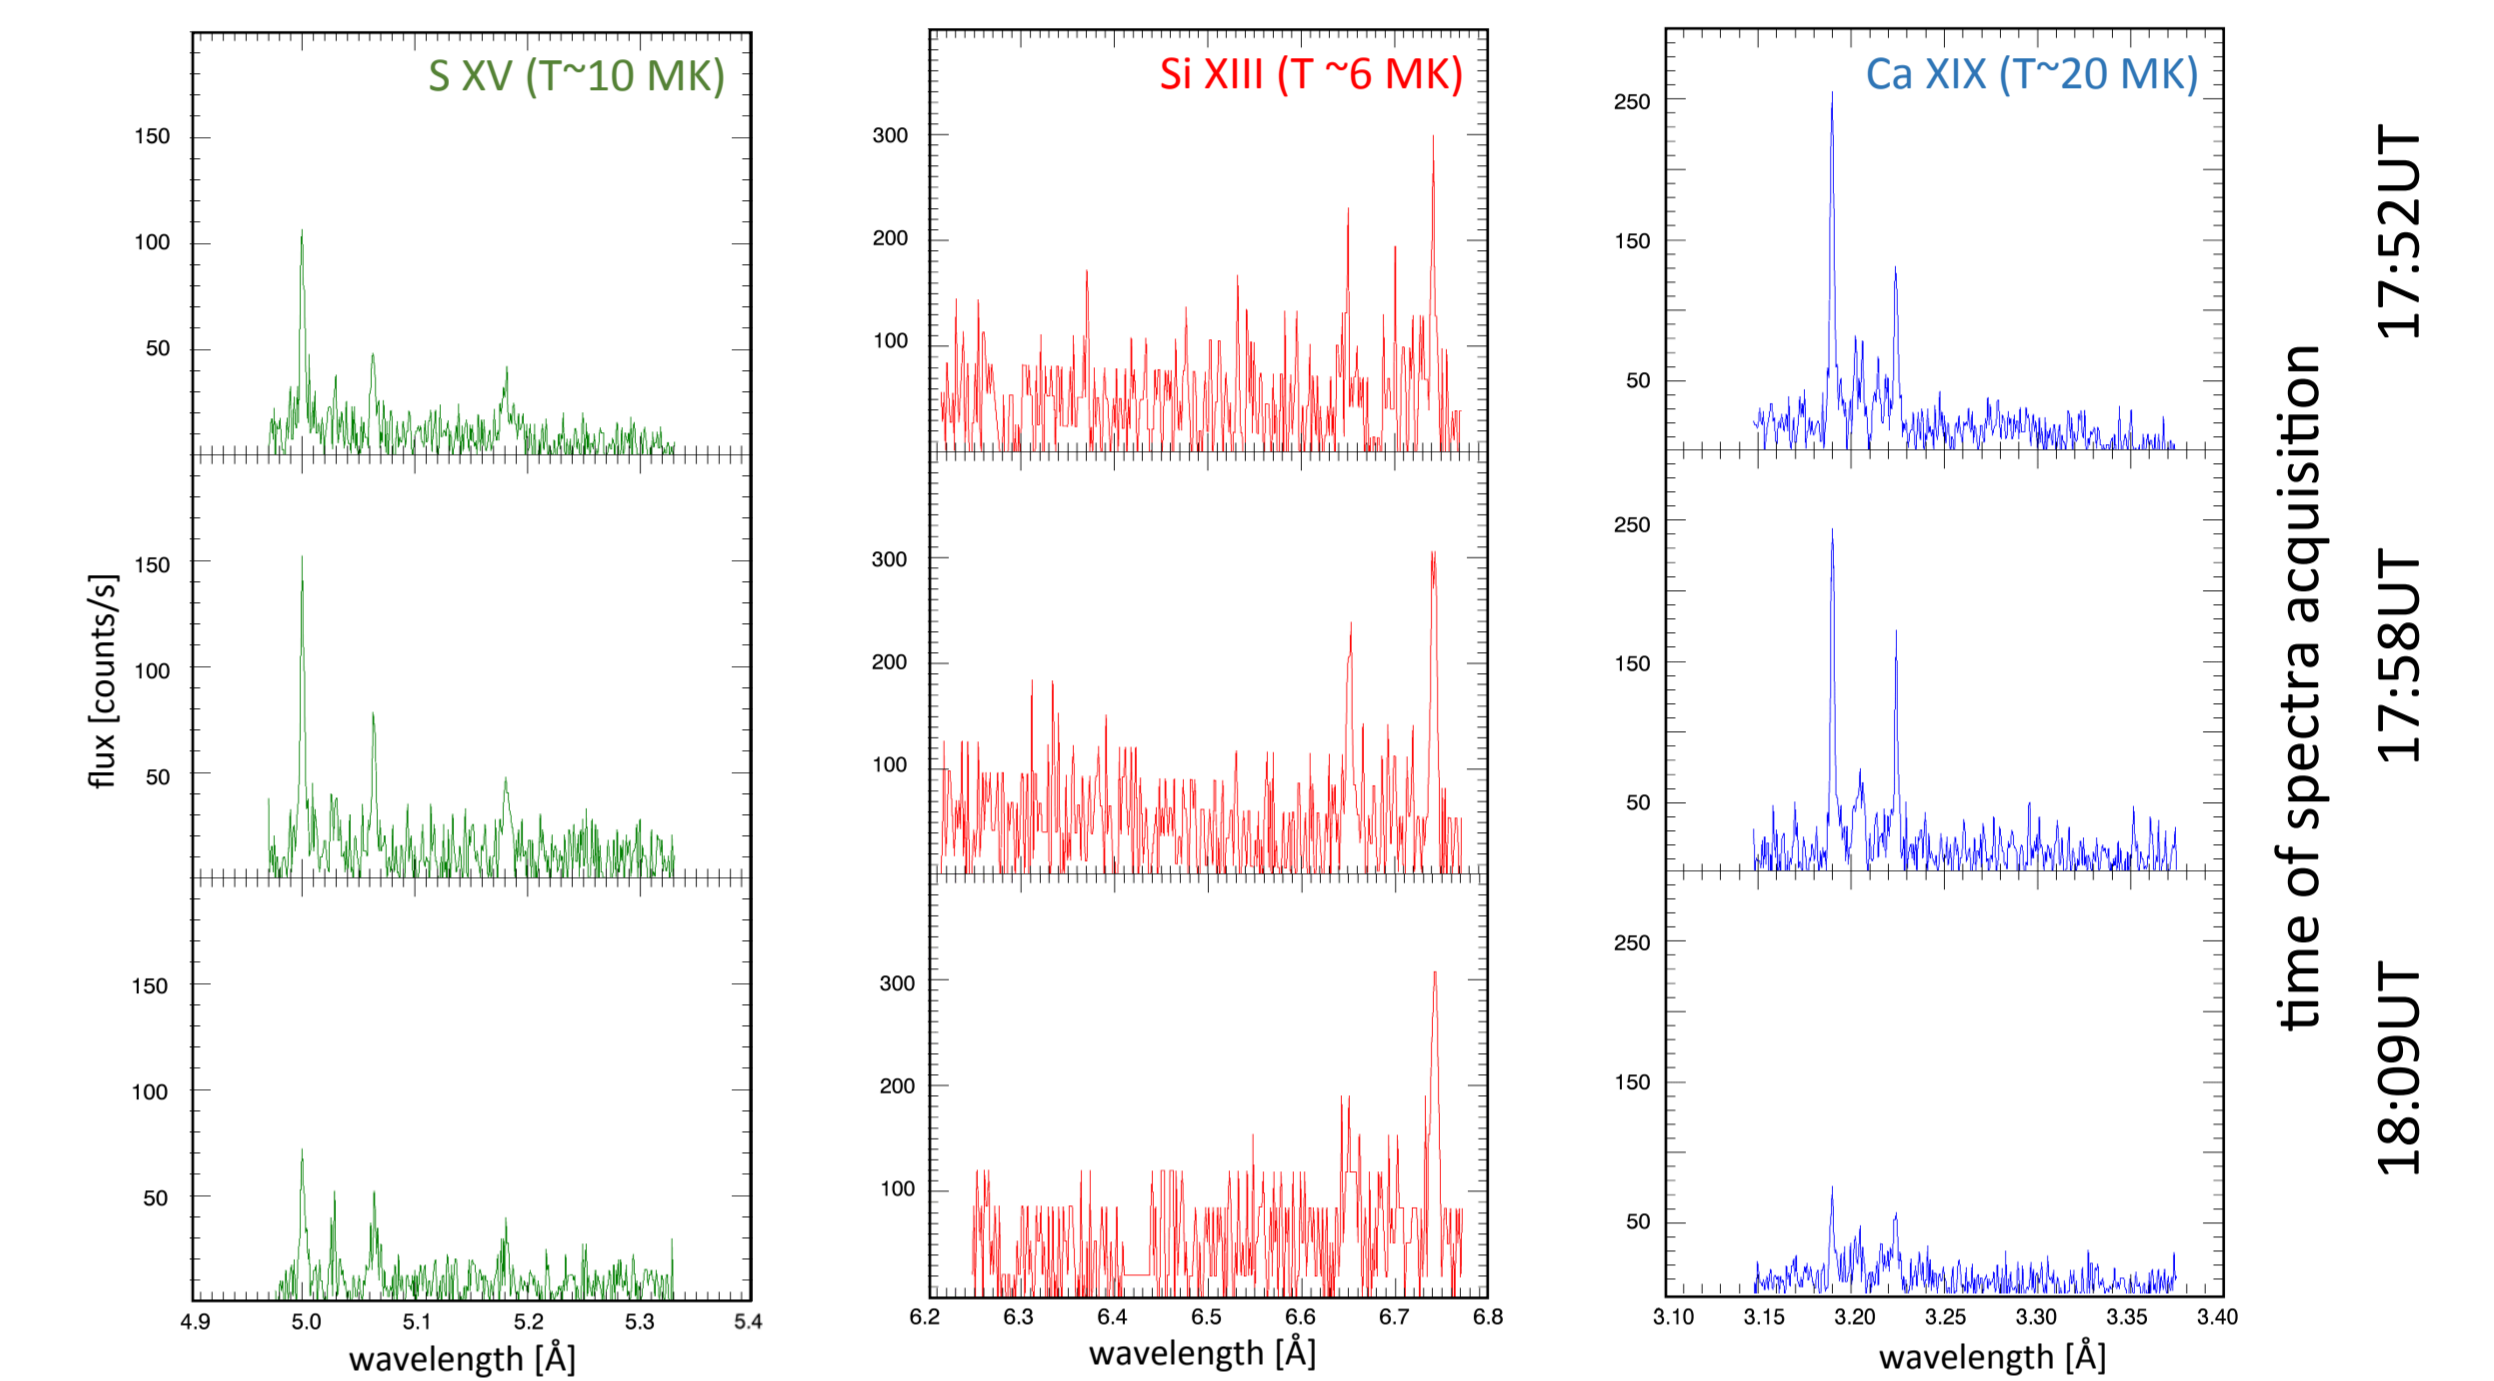 S XV (T~10 MK)
Si XIII (T ~6 MK)
Ca XIX (T~20 MK)
150
100
50
300
200
100
250
150
50
17:52UT
150
100
50
300
200
100
250
150
50
17:58UT
150
100
50
300
200
100
250
150
50
18:09UT
flux [counts/s]
time of spectra acquisition
4.9 5.0 5.1 5.2 5.3 5.4
6.2 6.3 6.4 6.5 6.6 6.7 6.8
3.10 3.15 3.20 3.25 3.30 3.35 3.40
wavelength [Å]
wavelength [Å]
wavelength [Å]